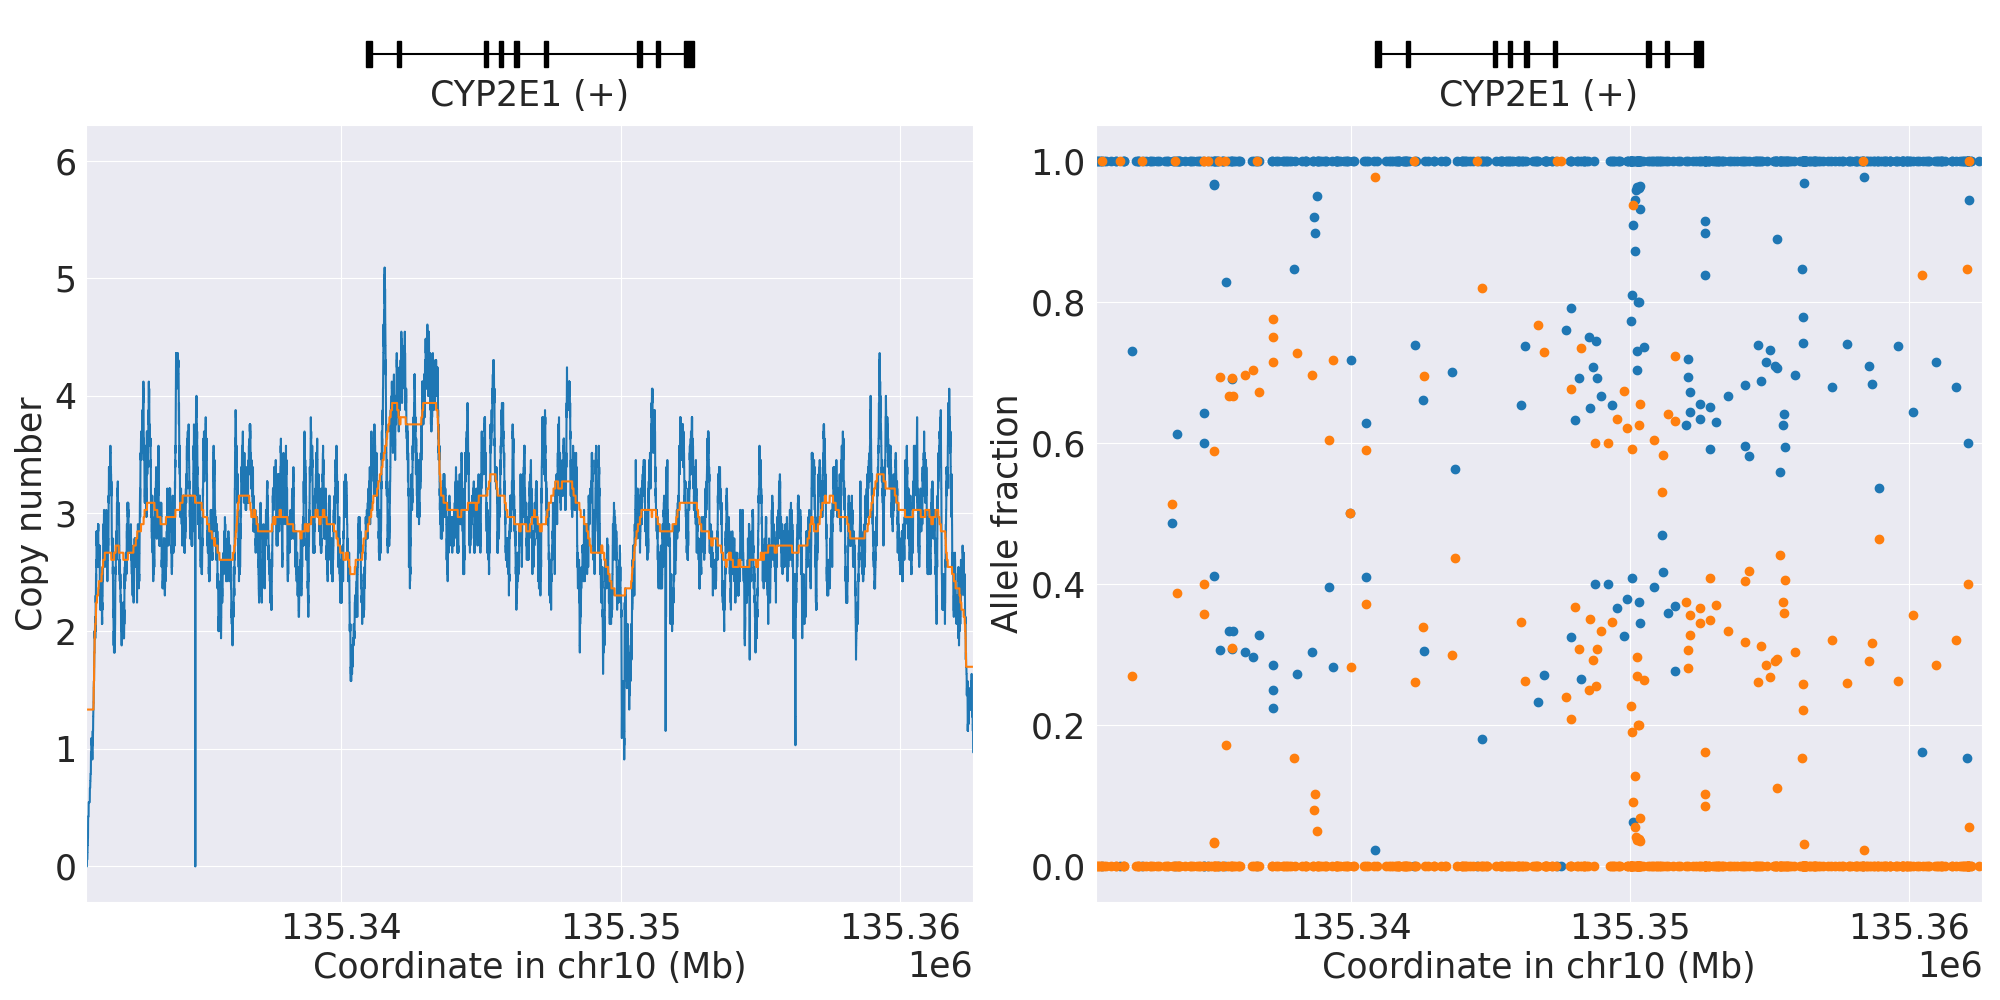 CYP2E1 (+)
6
5
4
3
2
1
0
Copy number
135.34 135.35 135.36
Coordinate in chr10 (Mb)
1e6
CYP2E1 (+)
1.0
0.8
0.6
0.4
0.2
0.0
Allele fraction
135.34 135.35 135.36
Coordinate in chr10 (Mb)
1e6